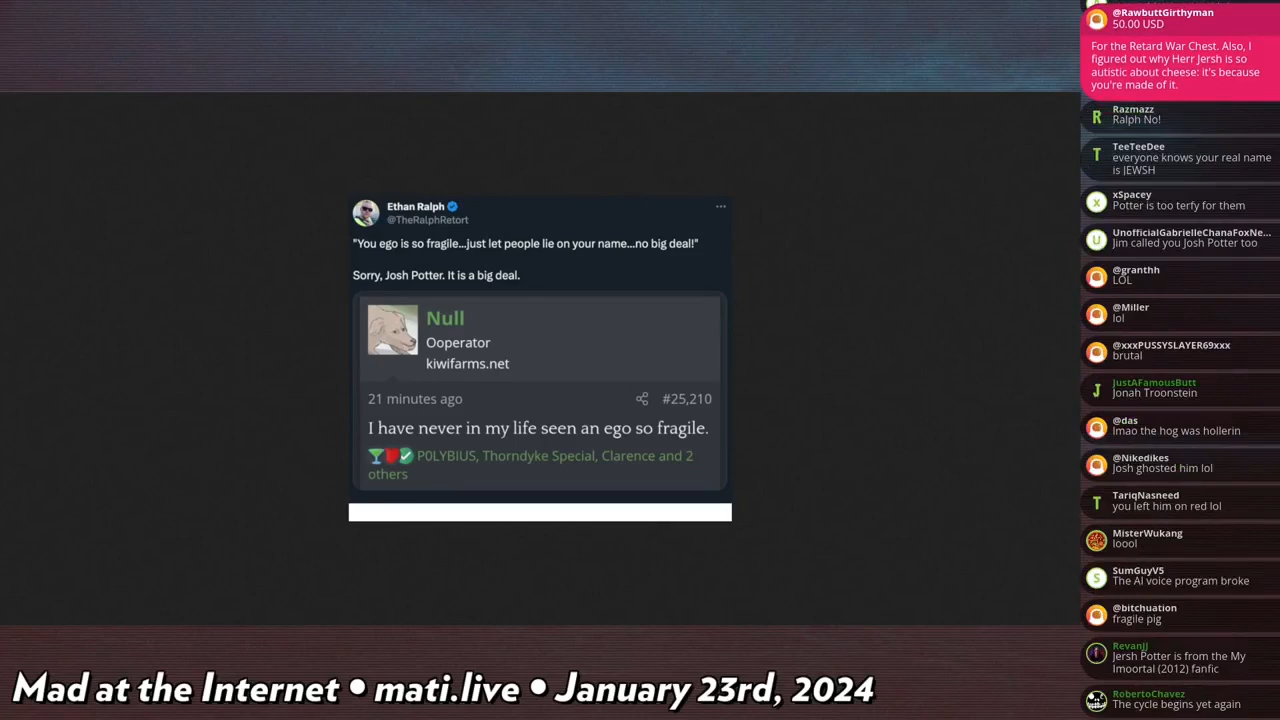 Ethan Ralph
@TheRalphRetort
"You ego is so fragile...just let people lie on your name...no big deal!"
Sorry, Josh Potter. It is a big deal.
Null
Ooperator
kiwifarms.net
21 minutes ago
#25,210
I have never in my life seen an ego so fragile.
P0LYBIUS, Thorndyke Special, Clarence and 2
others
Mad at the Internet • mati.live • January 23rd, 2024
@RawbuttGirthyman
50.00 USD
For the Retard War Chest. Also, I
figured out why Herr Jersh is so
autistic about cheese: it's because
you're made of it.
R
Razmazz
Ralph No!
T
TeeTeeDee
everyone knows your real name
is JEWSH
X
xSpacey
Potter is too terfy for them
U
UnofficialGabrielleChanaFoxNe...
Jim called you Josh Potter too
@granthh
LOL
@Miller
lol
@xxxPUSSYSLAYER69xxx
brutal
J
JustAFamousButt
Jonah Troonstein
@das
lmao the hog was hollerin
@Nikedikes
Josh ghosted him lol
T
TariqNasneed
you left him on red lol
MisterWukang
loool
S
SumGuyV5
The AI voice program broke
@bitchuation
fragile pig
RevanJJ
Jersh Potter is from the My
Imoortal (2012) fanfic
RobertoChavez
The cycle begins yet again